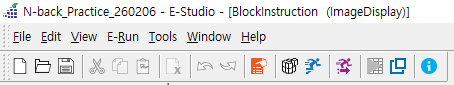 N-back_Practice_260206 - E-Studio - [BlockInstruction  (ImageDisplay)]
File Edit View E-Run Tools Window Help